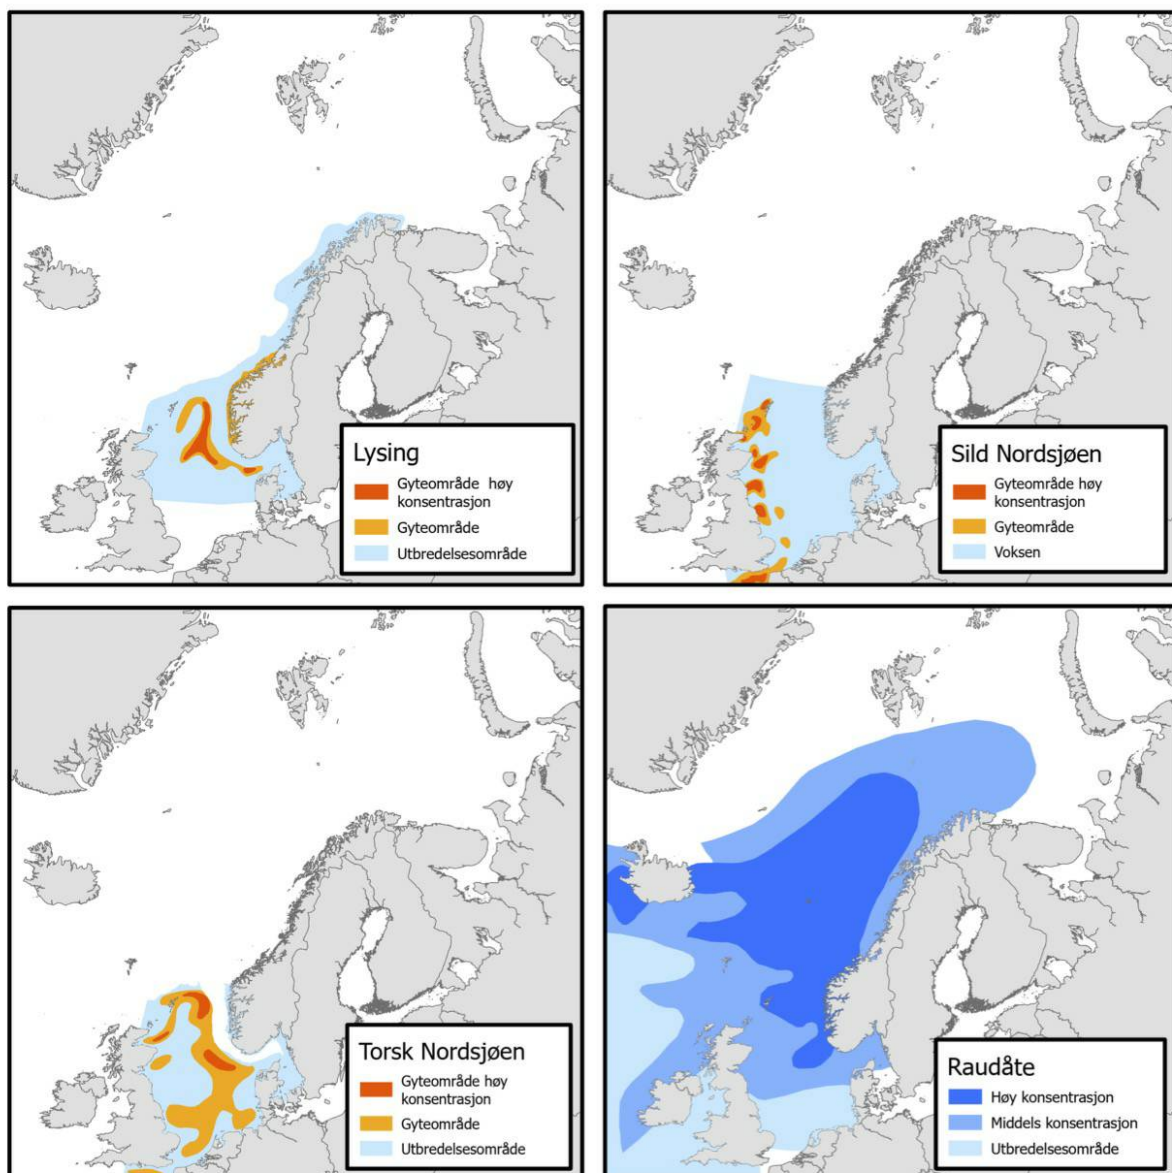 Lysing
Gyteområde høy
konsentrasjon
Gyteområde
Utbredelsesområde
Sild Nordsjøen
Gyteområde høy
konsentrasjon
Gyteområde
Voksen
Torsk Nordsjøen
Gyteområde høy
konsentrasjon
Gyteområde
Utbredelsesområde
Raudåte
Høy konsentrasjon
Middels konsentrasjon
Utbredelsesområde